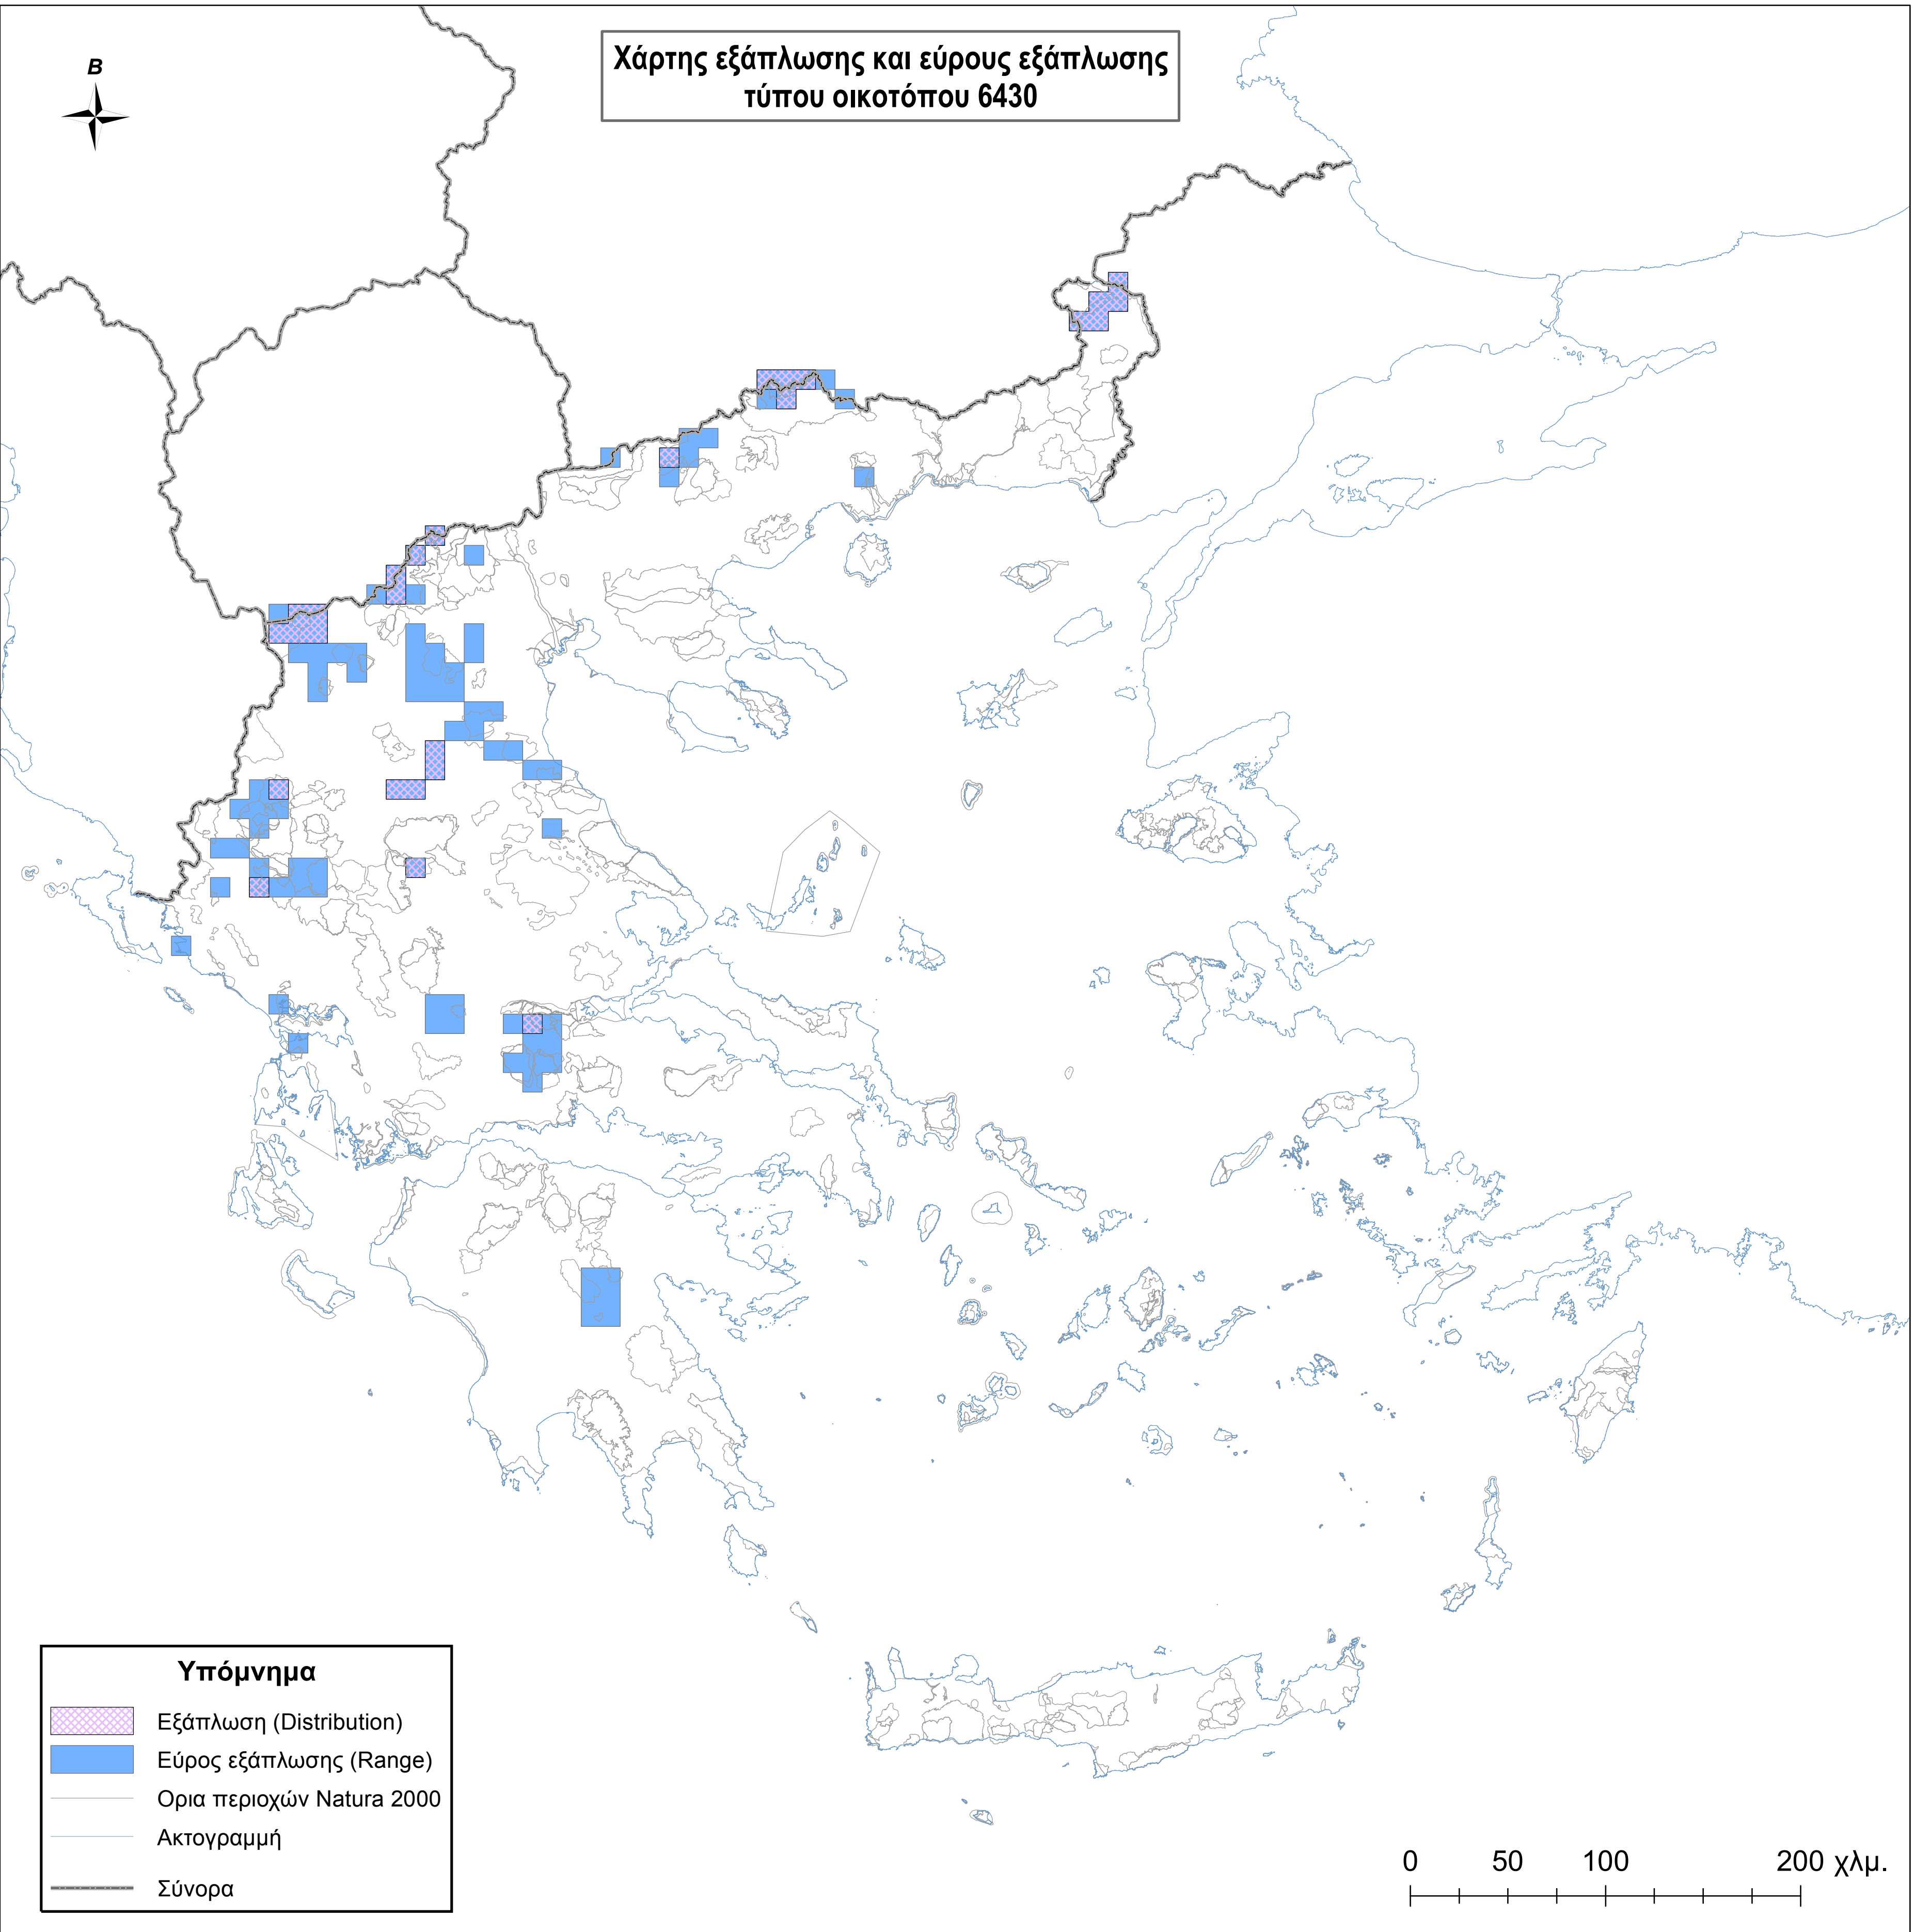 Χάρτης εξάπλωσης και εύρους εξάπλωσης
τύπου οικοτόπου 6430
Β
Υπόμνημα
Εξάπλωση (Distribution)
Εύρος εξάπλωσης (Range)
Ορια περιοχών Natura 2000
Ακτογραμμή
Σύνορα
0 50 100 200 χλμ.